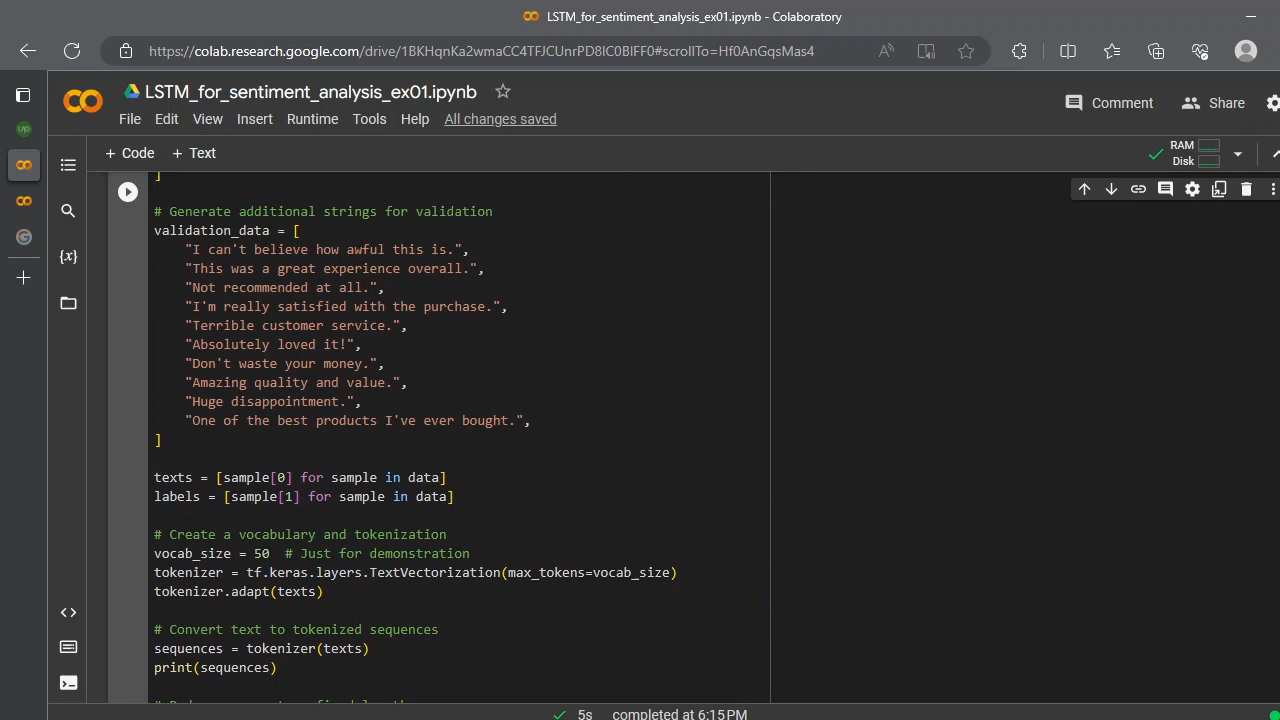 LSTM_for_sentiment_analysis_ex01.ipynb - Colaboratory
https://colab.research.google.com/drive/1BKHqnKa2wmaCC4TFJCUnrPD8IC0BIFF0#scrollTo=Hf0AnGqsMas4
LSTM_for_sentiment_analysis_ex01.ipynb
File Edit View Insert Runtime Tools Help All changes saved
Comment Share
+ Code + Text
RAM
Disk
]
# Generate additional strings for validation
validation_data = [
"I can't believe how awful this is.",
"This was a great experience overall.",
"Not recommended at all.",
"I'm really satisfied with the purchase.",
"Terrible customer service.",
"Absolutely loved it!",
"Don't waste your money.",
"Amazing quality and value.",
"Huge disappointment.",
"One of the best products I've ever bought.",
]
texts = [sample[0] for sample in data]
labels = [sample[1] for sample in data]
# Create a vocabulary and tokenization
vocab_size = 50  # Just for demonstration
tokenizer = tf.keras.layers.TextVectorization(max_tokens=vocab_size)
tokenizer.adapt(texts)
# Convert text to tokenized sequences
sequences = tokenizer(texts)
print(sequences)
5s completed at 6:15PM